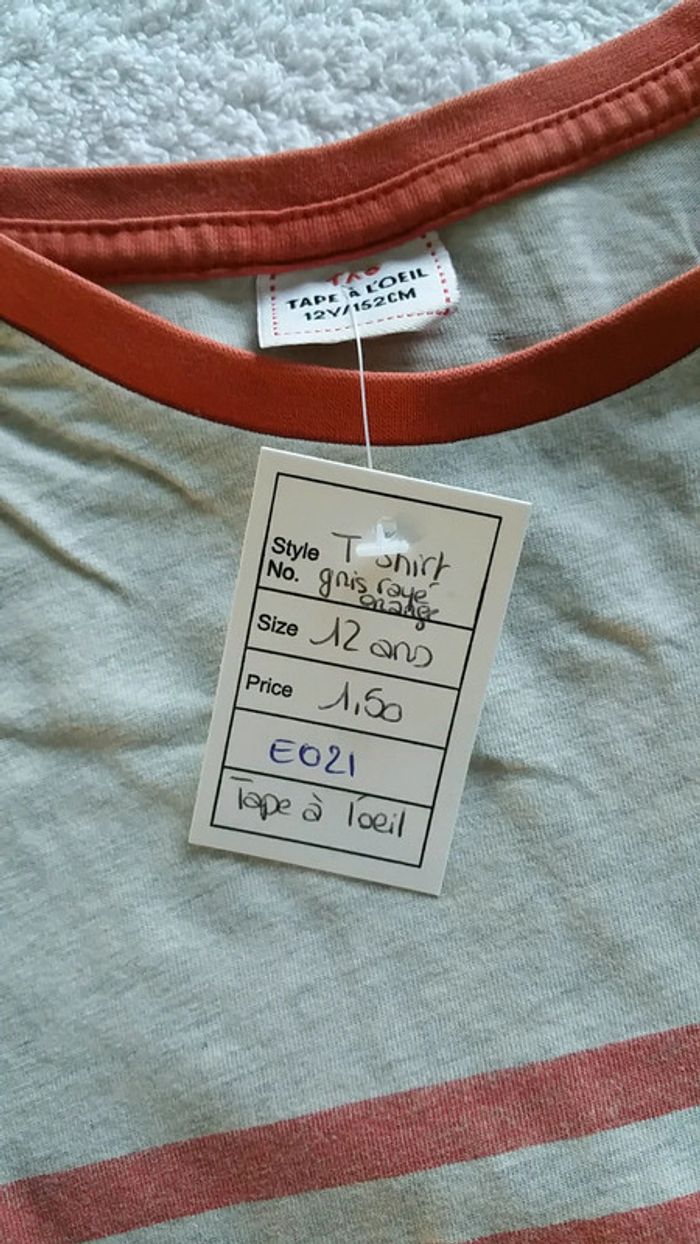 TAO
TAPE À L'OEIL
12Y/152CM
Style T shirt
No. gris rayé
orange
Size 12 ans
Price 1,50
E021
Tape à l'oeil